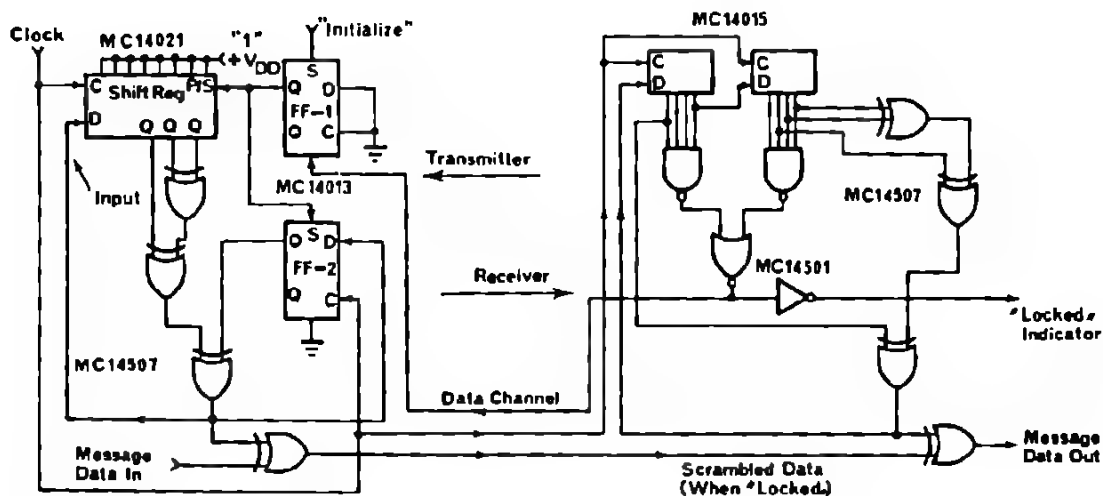 Clock
MC14021
"1"
+VDD
"Initialize"
MC14015
C
P/S
Shift Reg
D
Q Q Q
S
Q D
FF-1
Q C
MC14013
Input
Transmitter
S
Q D
FF-2
Q C
Receiver
MC14507
C
D
C
D
MC14507
MC14501
"Locked"
Indicator
Data Channel
Message
Data In
Scrambled Data
(When "Locked")
Message
Data Out